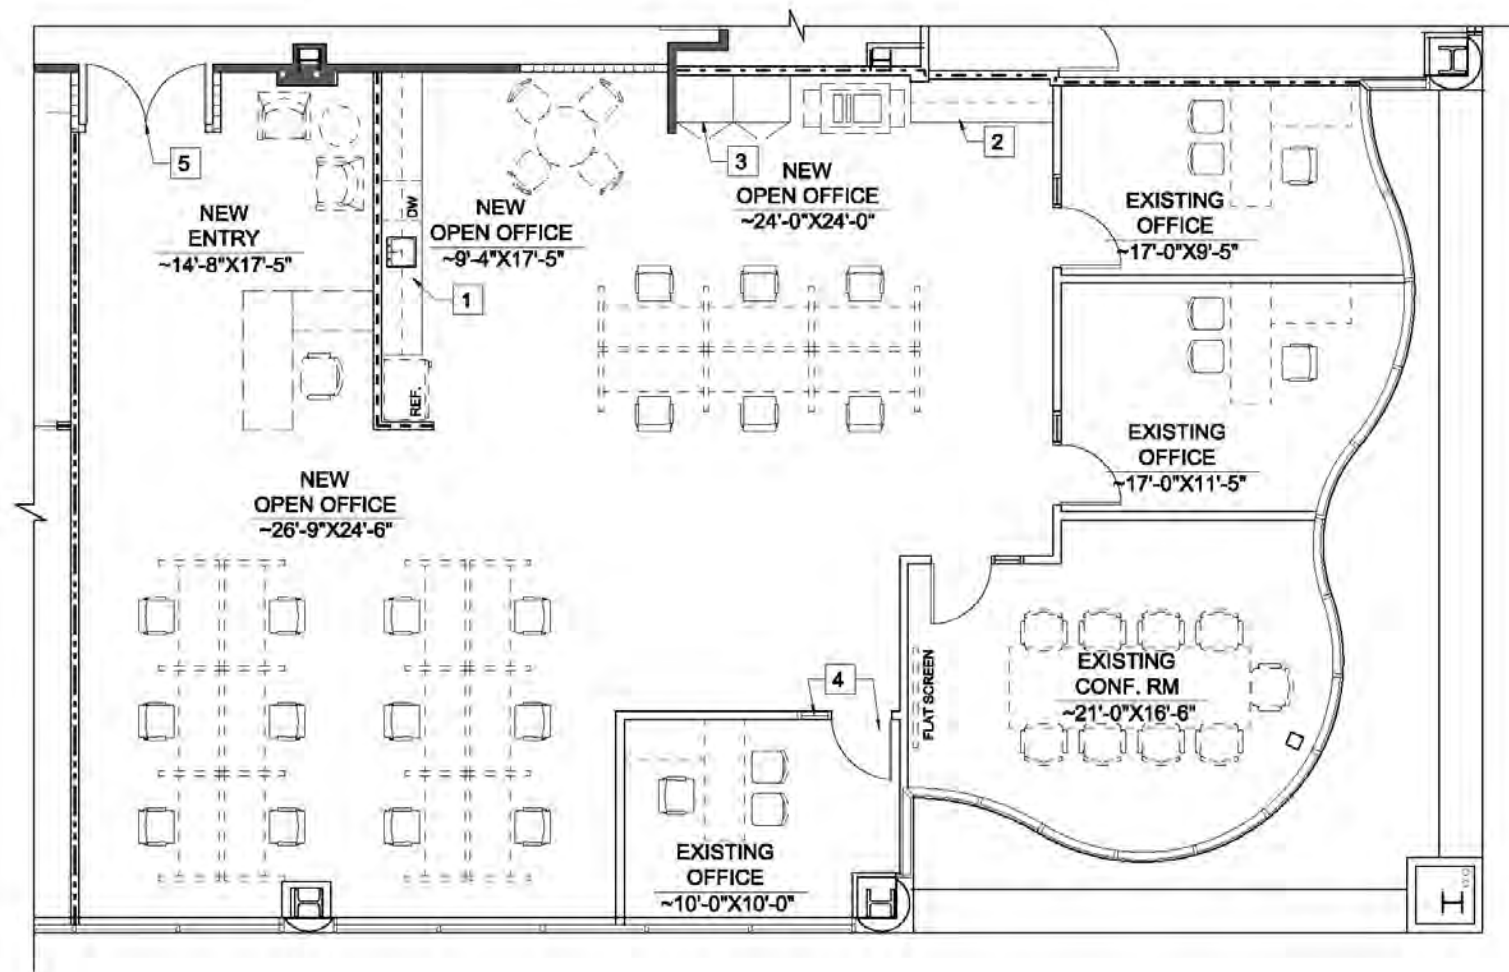 5
NEW
ENTRY
~14'-8"X17'-5"
DW
REF.
1
NEW
OPEN OFFICE
~9'-4"X17'-5"
3
2
NEW
OPEN OFFICE
~24'-0"X24'-0"
EXISTING
OFFICE
~17'-0"X9'-5"
EXISTING
OFFICE
~17'-0"X11'-5"
NEW
OPEN OFFICE
~26'-9"X24'-6"
4
FLAT SCREEN
EXISTING
CONF. RM
~21'-0"X16'-6"
EXISTING
OFFICE
~10'-0"X10'-0"